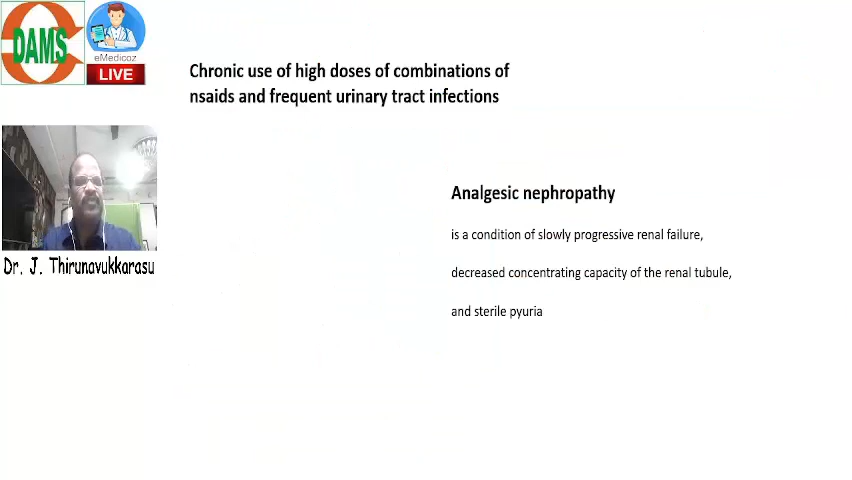 DAMS
eMedicoz
LIVE
Chronic use of high doses of combinations of
nsaids and frequent urinary tract infections
Analgesic nephropathy
is a condition of slowly progressive renal failure,
decreased concentrating capacity of the renal tubule,
and sterile pyuria
Dr. J. Thirunavukkarasu